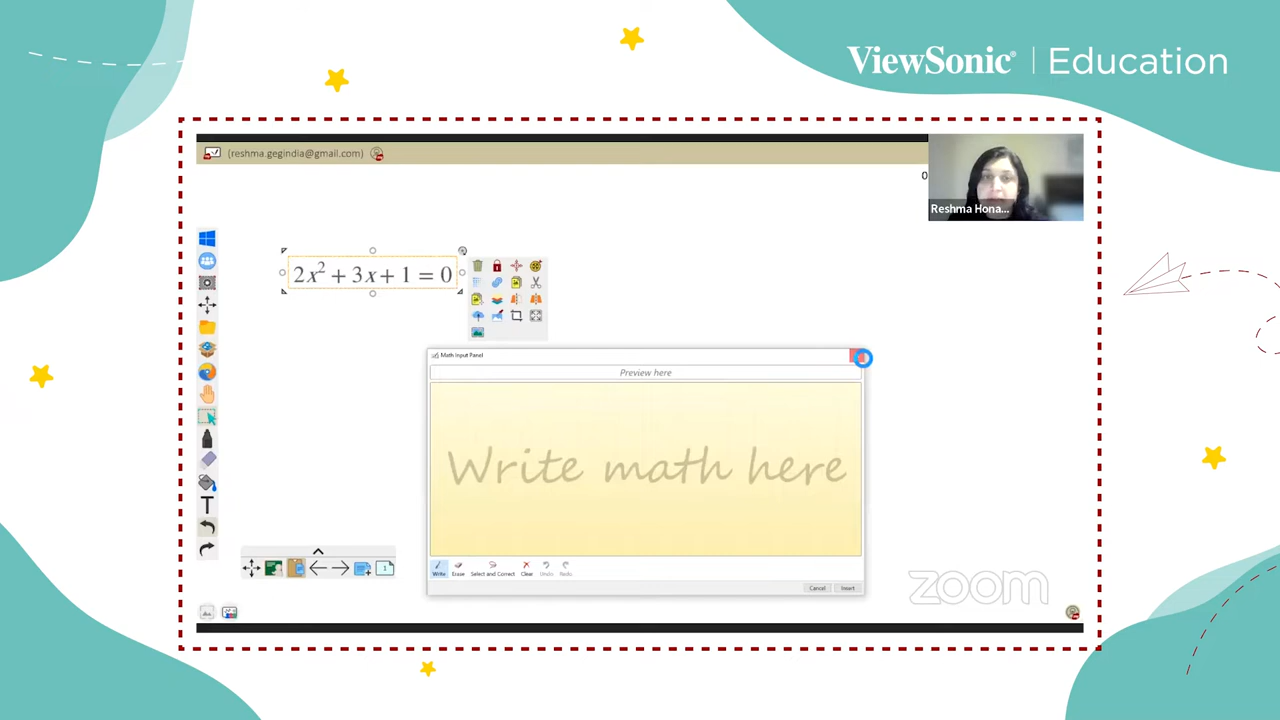 ViewSonic® | Education
(reshma.gegindia@gmail.com)
0
Reshma Hona...
2x² + 3x + 1 = 0
Math Input Panel
Preview here
Write math here
Write Erase Select and Correct Clear Undo Redo
Cancel Insert
T
1
zoom